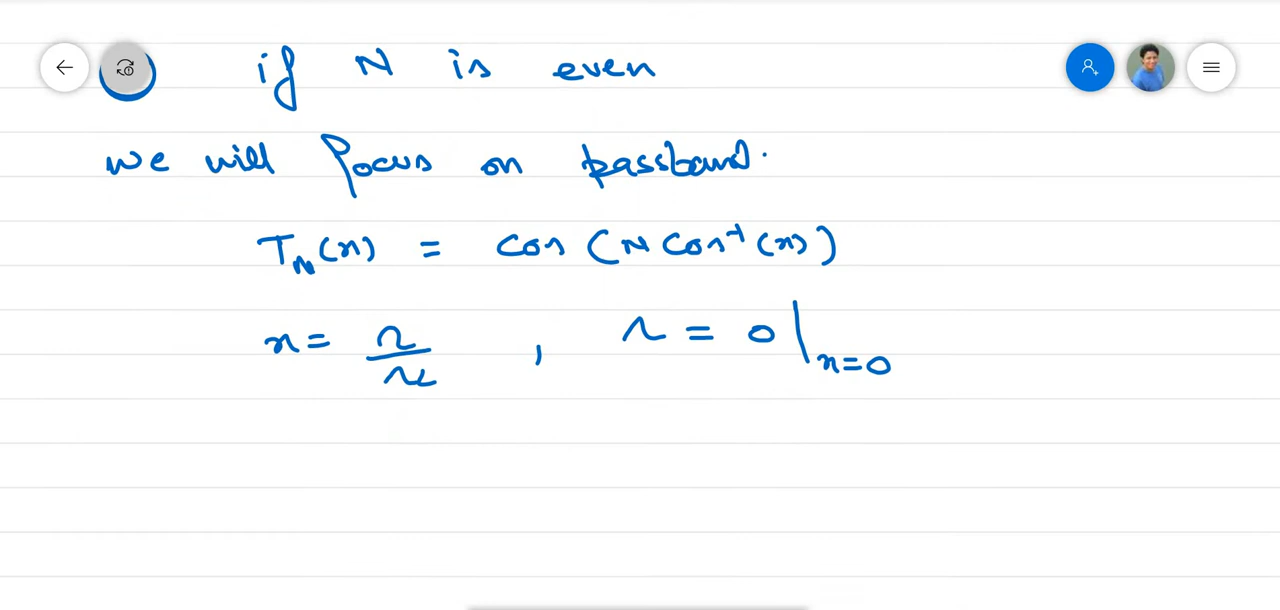 if N is even
we will focus on passband.
T_N(x) = cos(N cos⁻¹(x))
x = Ω/Ωc , Ω = 0 |x=0